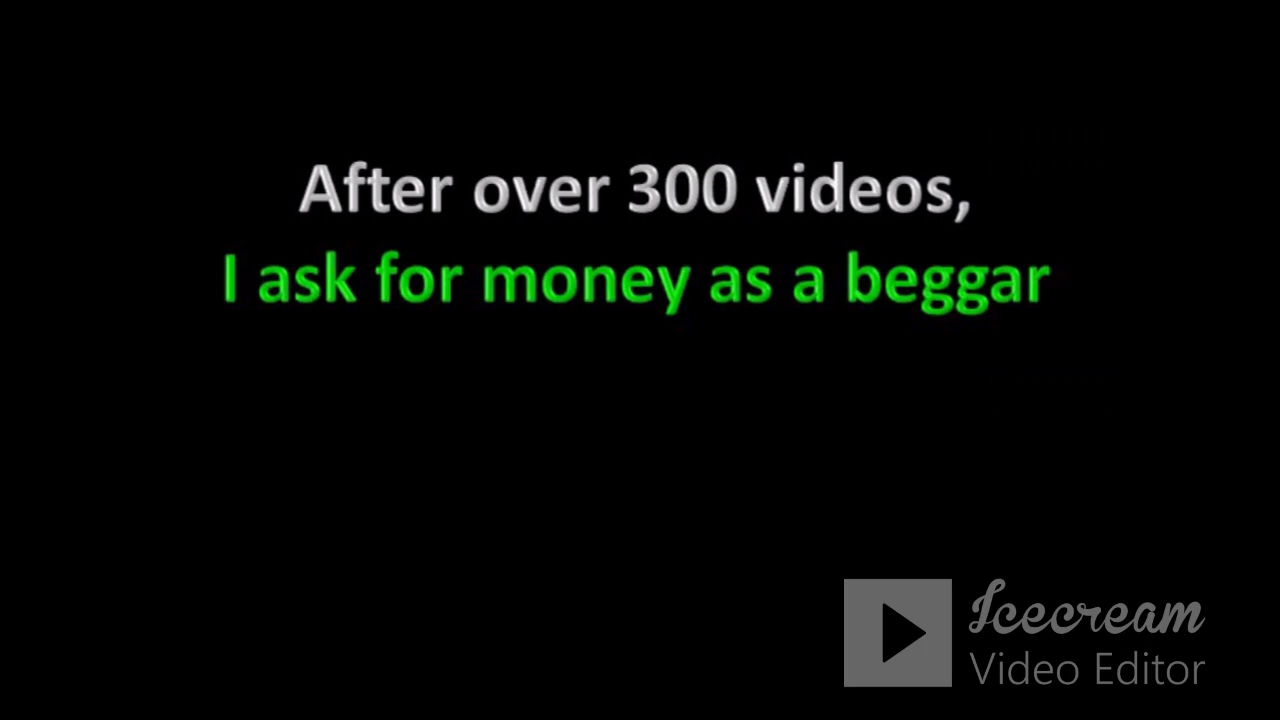 After over 300 videos,
I ask for money as a beggar
Icecream
Video Editor